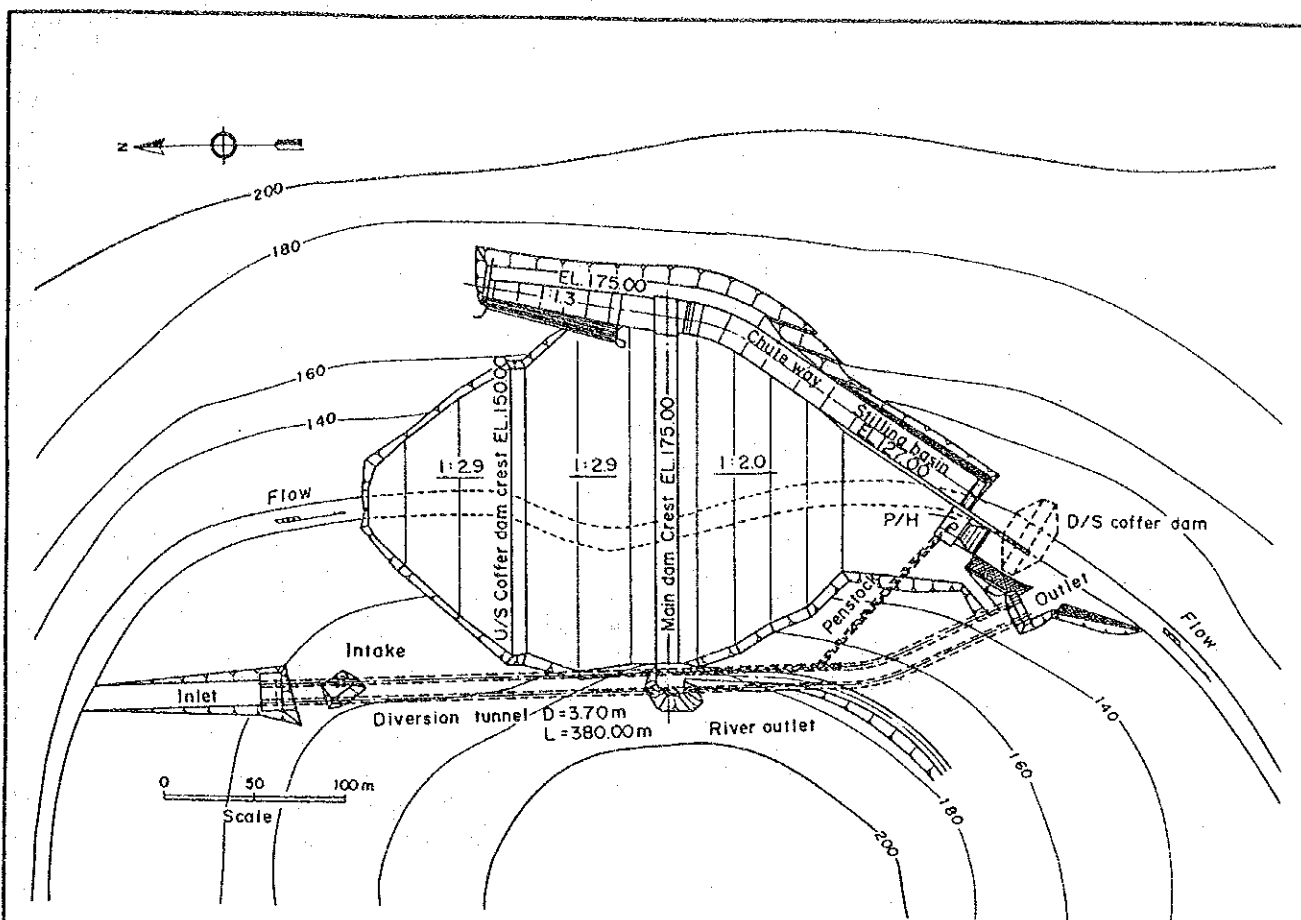 N
200
180
EL. 175.00
1:1.3
Chute way
Stilling basin
EL. 127.00
160
140
U/S Coffer dam crest EL. 150.00
Main dam Crest EL. 175.00
1:2.9
1:2.9
1:2.0
Flow
P/H
D/S coffer dam
Penstock
Outlet
Flow
Intake
Inlet
Diversion tunnel D=3.70m
L=380.00m
River outlet
140
160
180
200
0 50 100m
Scale